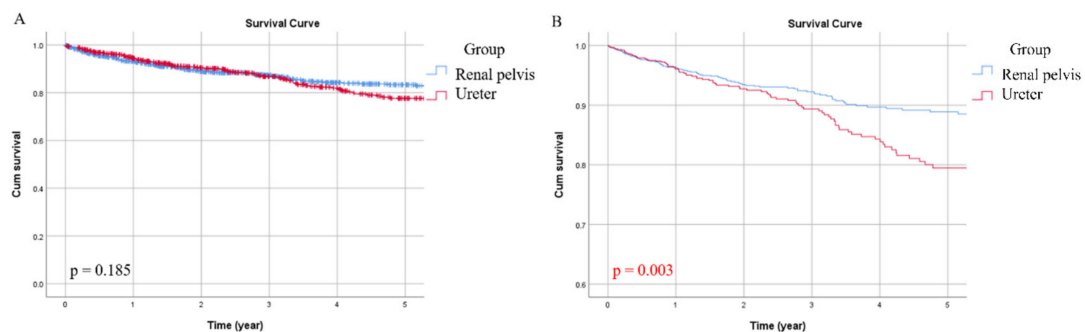 A
Survival Curve
Group
Renal pelvis
Ureter
Cum survival
1.0
0.8
0.6
0.4
0.2
0.0
p = 0.185
0 1 2 3 4 5
Time (year)
B
Survival Curve
Group
Renal pelvis
Ureter
Cum survival
1.0
0.9
0.8
0.7
0.6
p = 0.003
0 1 2 3 4 5
Time (year)